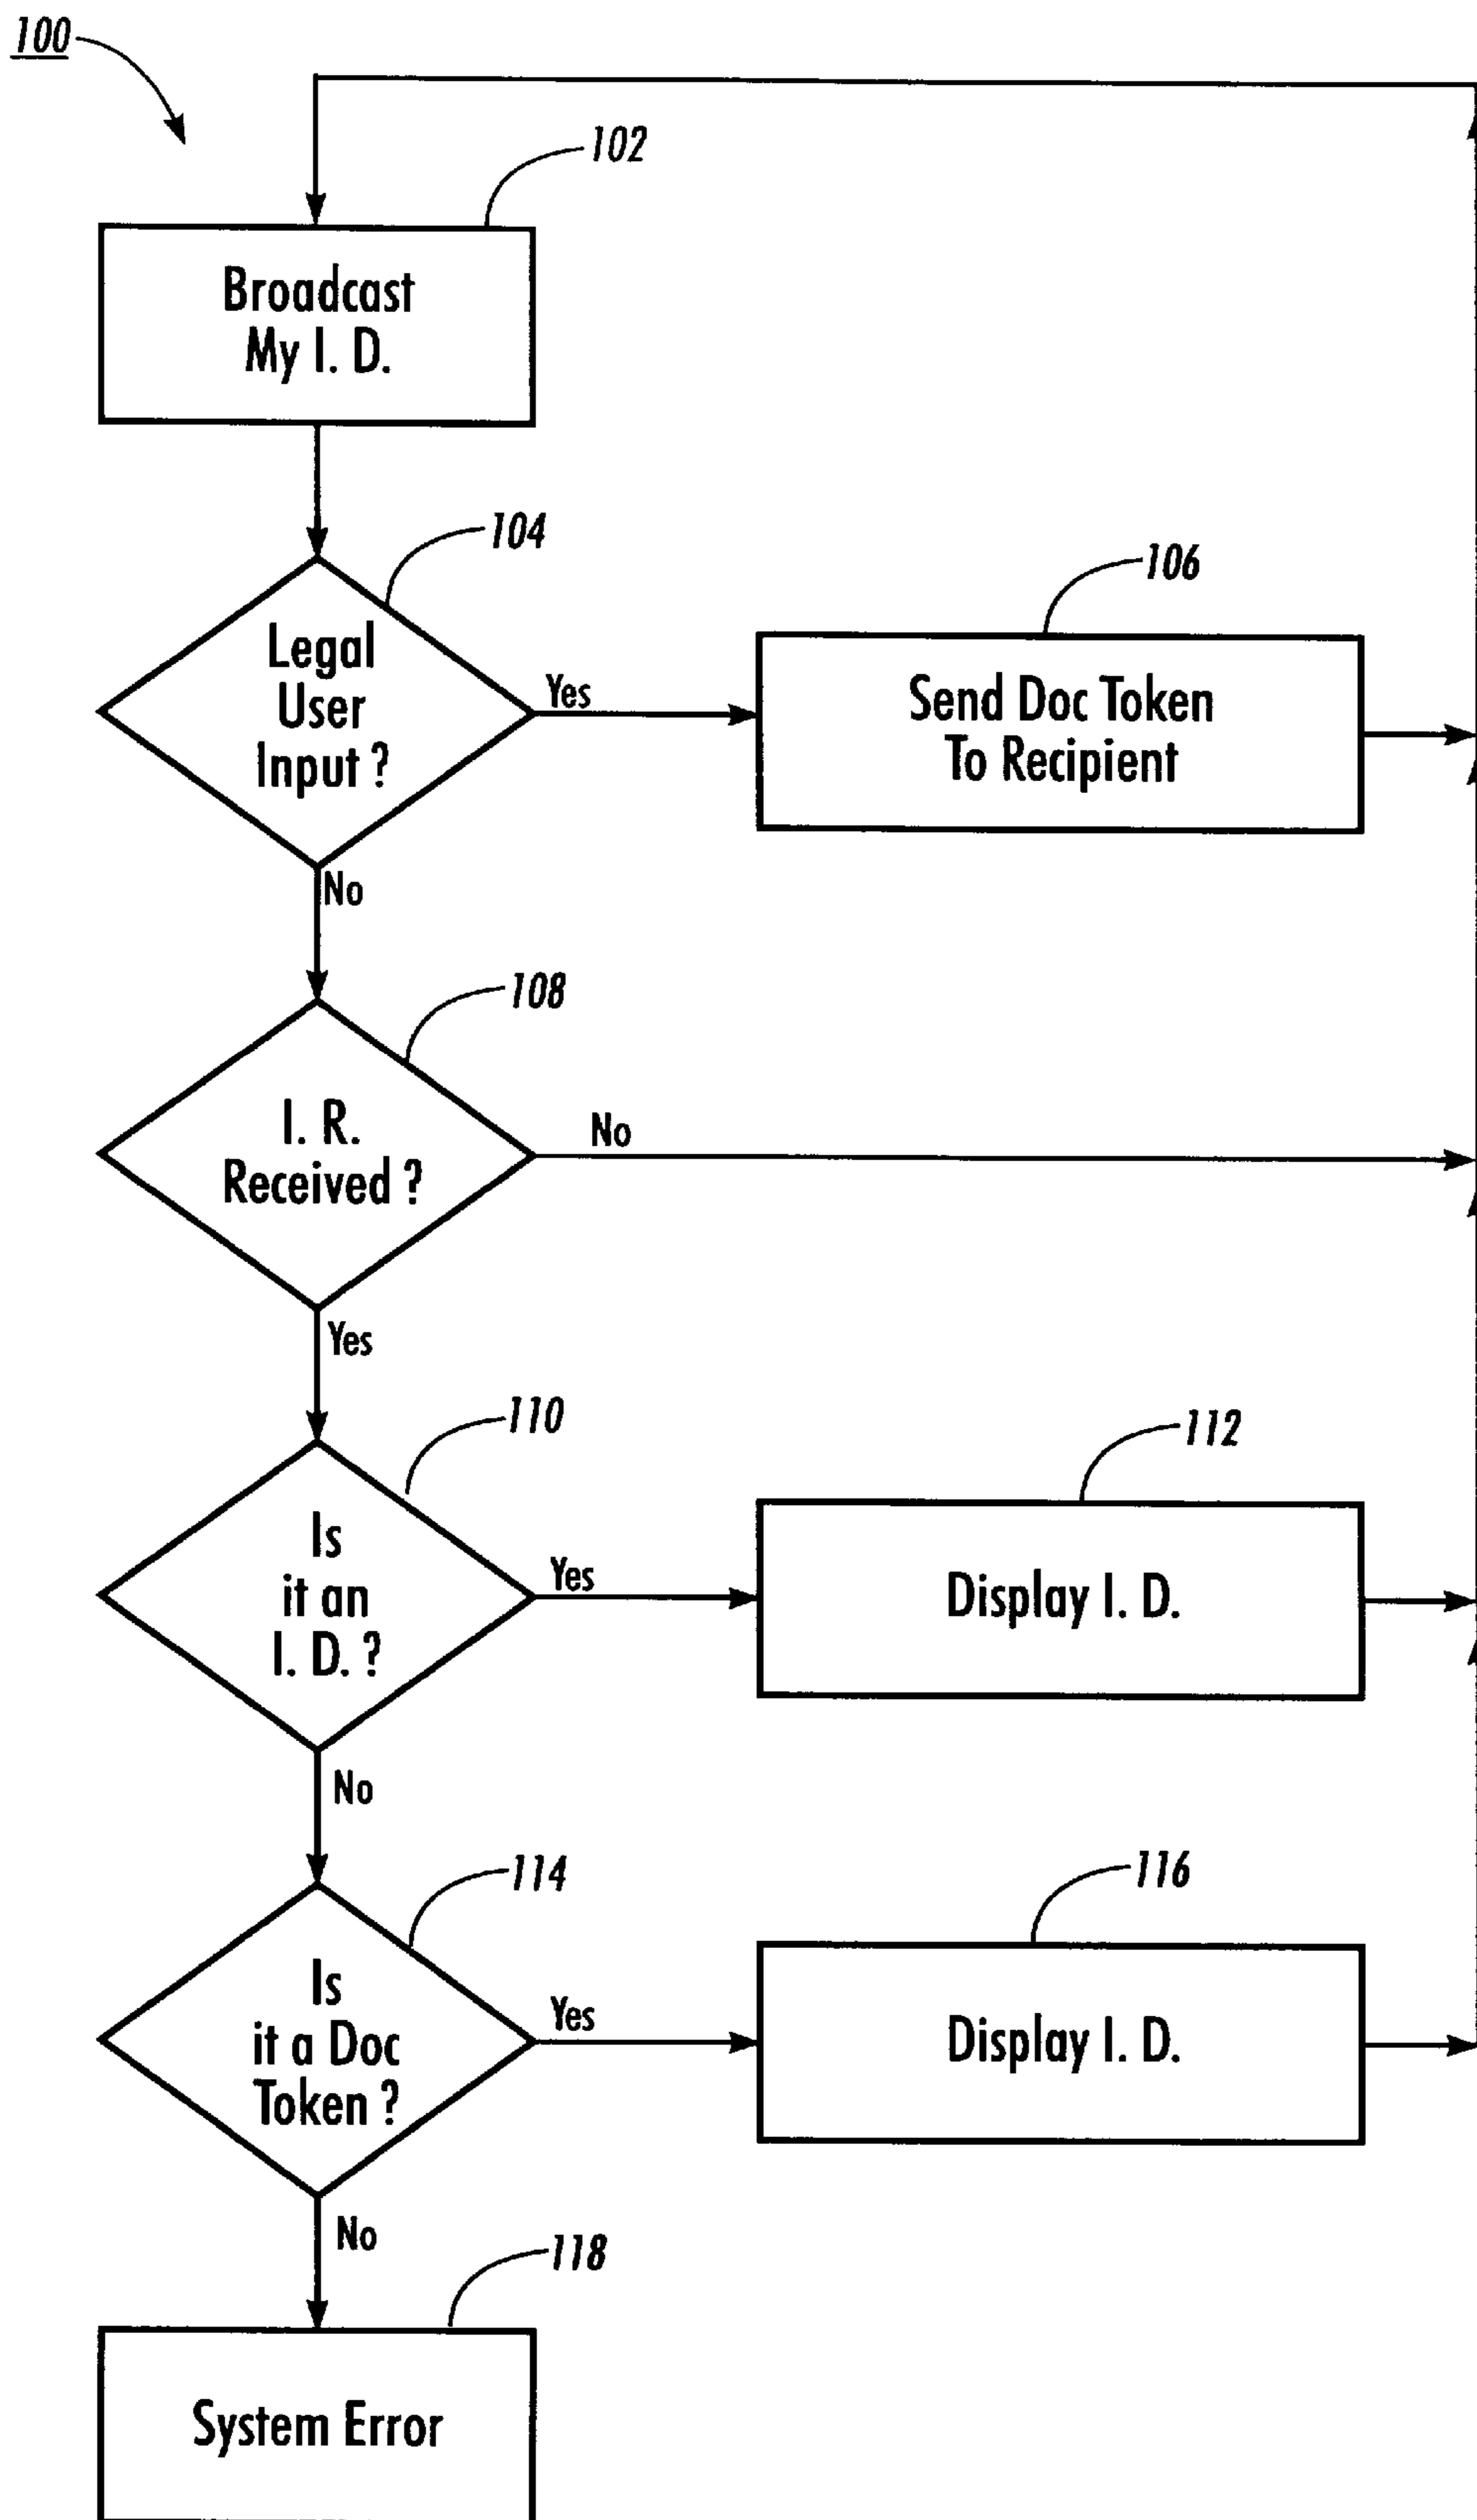 100
102
Broadcast
My I. D.
104
106
Legal
User
Input ?
Yes
Send Doc Token
To Recipient
No
108
I. R.
Received ?
No
Yes
110
112
Is
it an
I. D. ?
Yes
Display I. D.
No
114
116
Is
it a Doc
Token ?
Yes
Display I. D.
No
118
System Error